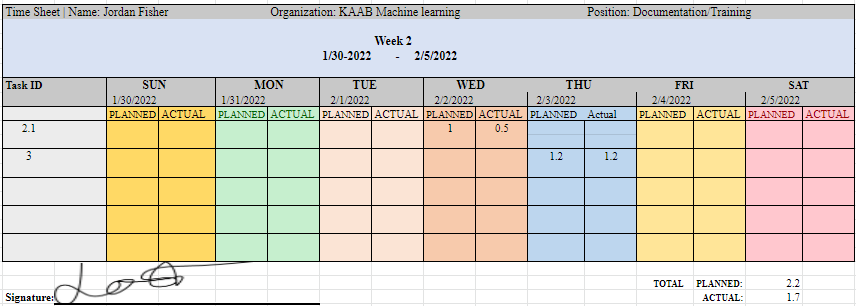 Time Sheet | Name: Jordan Fisher Organization: KAAB Machine learning Position: Documentation/Training
Week 2
1/30-2022 - 2/5/2022
Task ID SUN MON TUE WED THU FRI SAT
1/30/2022 1/31/2022 2/1/2022 2/2/2022 2/3/2022 2/4/2022 2/5/2022
PLANNED ACTUAL PLANNED ACTUAL PLANNED ACTUAL PLANNED ACTUAL PLANNED Actual PLANNED ACTUAL PLANNED ACTUAL
2.1 1 0.5
3 1.2 1.2
TOTAL PLANNED: 2.2
Signature: ACTUAL: 1.7